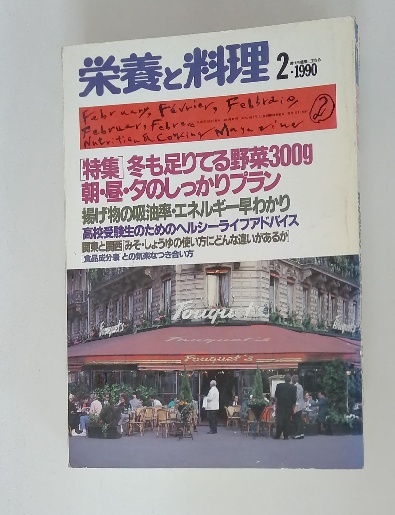 栄養と料理
2・1990
February, Février, Febbraio
February, Febrero
Nutrition & Cooking Magazine
2
[特集]冬も足りてる野菜300g
朝・昼・夕のしっかりプラン
揚げ物の吸油率・エネルギー早わかり
高校受験生のためのヘルシーライフアドバイス
関東と関西[みそ・しょうゆの使い方にどんな違いがあるか]
[食品成分表]との気楽なつき合い方
Fouquet's
Fouquet's
Fouquet's